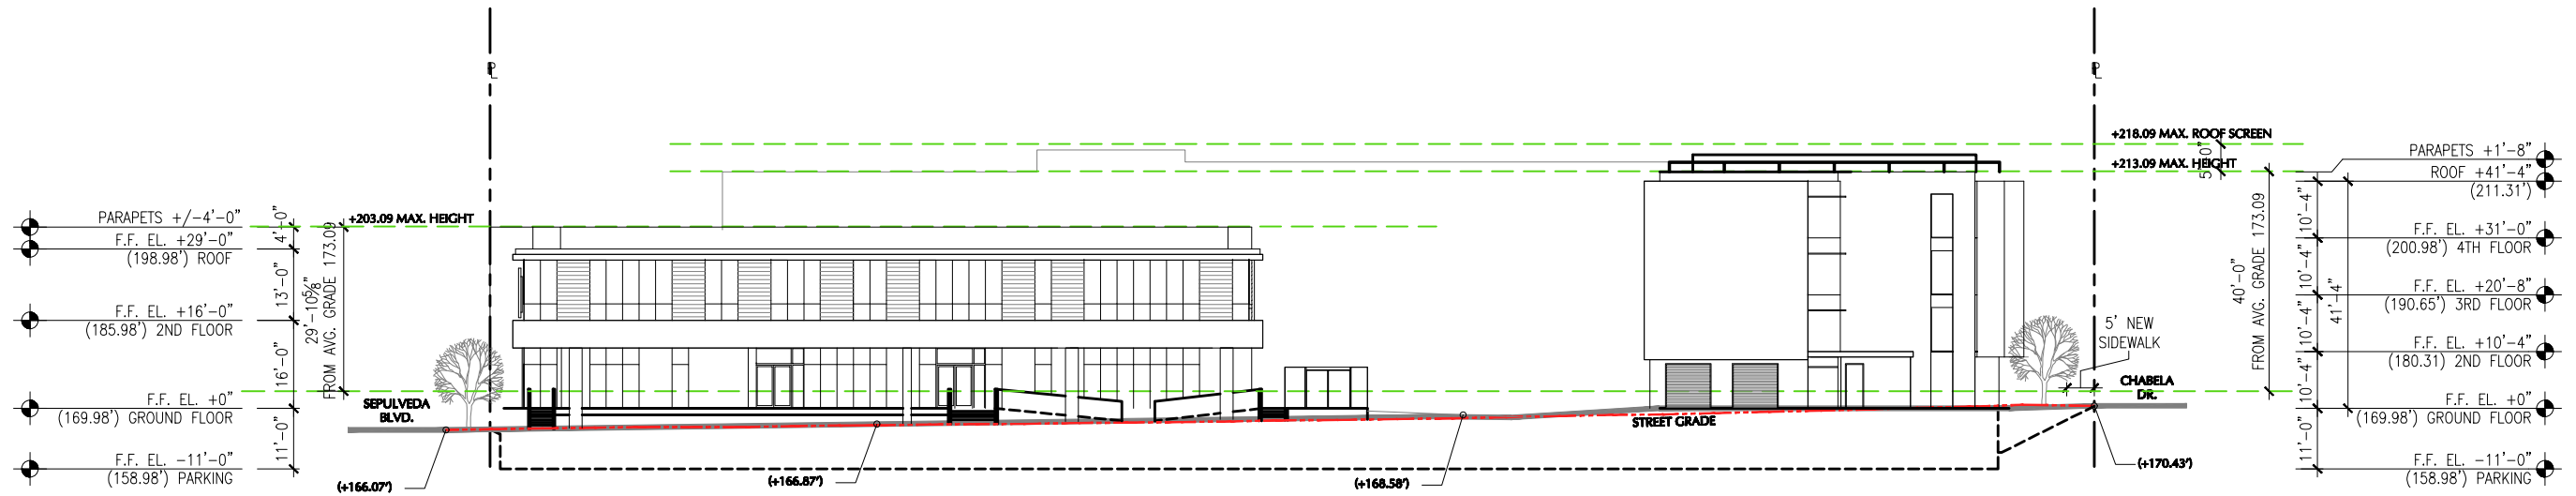 PL
PL
+218.09 MAX. ROOF SCREEN
5'-0"
+213.09 MAX. HEIGHT
PARAPETS +1'-8"
ROOF +41'-4"
(211.31')
PARAPETS +/-4'-0"
4'-0"
+203.09 MAX. HEIGHT
F.F. EL. +29'-0"
(198.98') ROOF
13'-0"
29'-10⅝"
FROM AVG. GRADE 173.09
F.F. EL. +16'-0"
(185.98') 2ND FLOOR
16'-0"
F.F. EL. +0"
(169.98') GROUND FLOOR
11'-0"
F.F. EL. -11'-0"
(158.98') PARKING
SEPULVEDA
BLVD.
(+166.07')
(+166.87')
(+168.58')
STREET GRADE
(+170.43')
CHABELA
DR.
5' NEW
SIDEWALK
40'-0"
FROM AVG. GRADE 173.09
10'-4"
10'-4"
10'-4"
10'-4"
11'-0"
41'-4"
F.F. EL. +31'-0"
(200.98') 4TH FLOOR
F.F. EL. +20'-8"
(190.65') 3RD FLOOR
F.F. EL. +10'-4"
(180.31) 2ND FLOOR
F.F. EL. +0"
(169.98') GROUND FLOOR
F.F. EL. -11'-0"
(158.98') PARKING